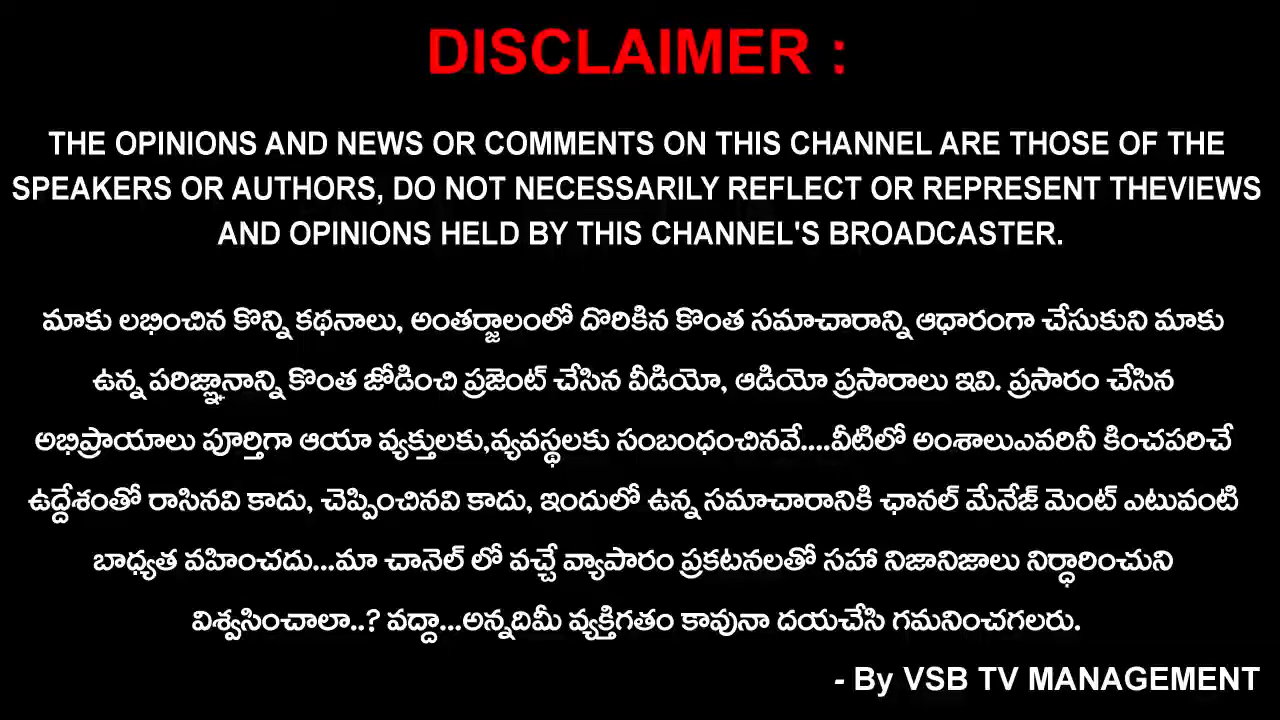 DISCLAIMER :
THE OPINIONS AND NEWS OR COMMENTS ON THIS CHANNEL ARE THOSE OF THE
SPEAKERS OR AUTHORS, DO NOT NECESSARILY REFLECT OR REPRESENT THEVIEWS
AND OPINIONS HELD BY THIS CHANNEL'S BROADCASTER.
మాకు లభించిన కొన్ని కథనాలు, అంతర్జాలంలో దొరికిన కొంత సమాచారాన్ని ఆధారంగా చేసుకుని మాకు
ఉన్న పరిజ్ఞానాన్ని కొంత జోడించి ప్రజెంట్ చేసిన వీడియో, ఆడియో ప్రసారాలు ఇవి. ప్రసారం చేసిన
అభిప్రాయాలు పూర్తిగా ఆయా వ్యక్తులకు,వ్యవస్థలకు సంబంధంచినవే....వీటిలో అంశాలుఎవరినీ కించపరిచే
ఉద్దేశంతో రాసినవి కాదు, చెప్పించినవి కాదు, ఇందులో ఉన్న సమాచారానికి ఛానల్ మేనేజ్ మెంట్ ఎటువంటి
బాధ్యత వహించదు...మా చానెల్ లో వచ్చే వ్యాపారం ప్రకటనలతో సహా నిజానిజాలు నిర్ధారించుని
విశ్వసించాలా..? వద్దా...అన్నదిమీ వ్యక్తిగతం కావునా దయచేసి గమనించగలరు.
- By VSB TV MANAGEMENT